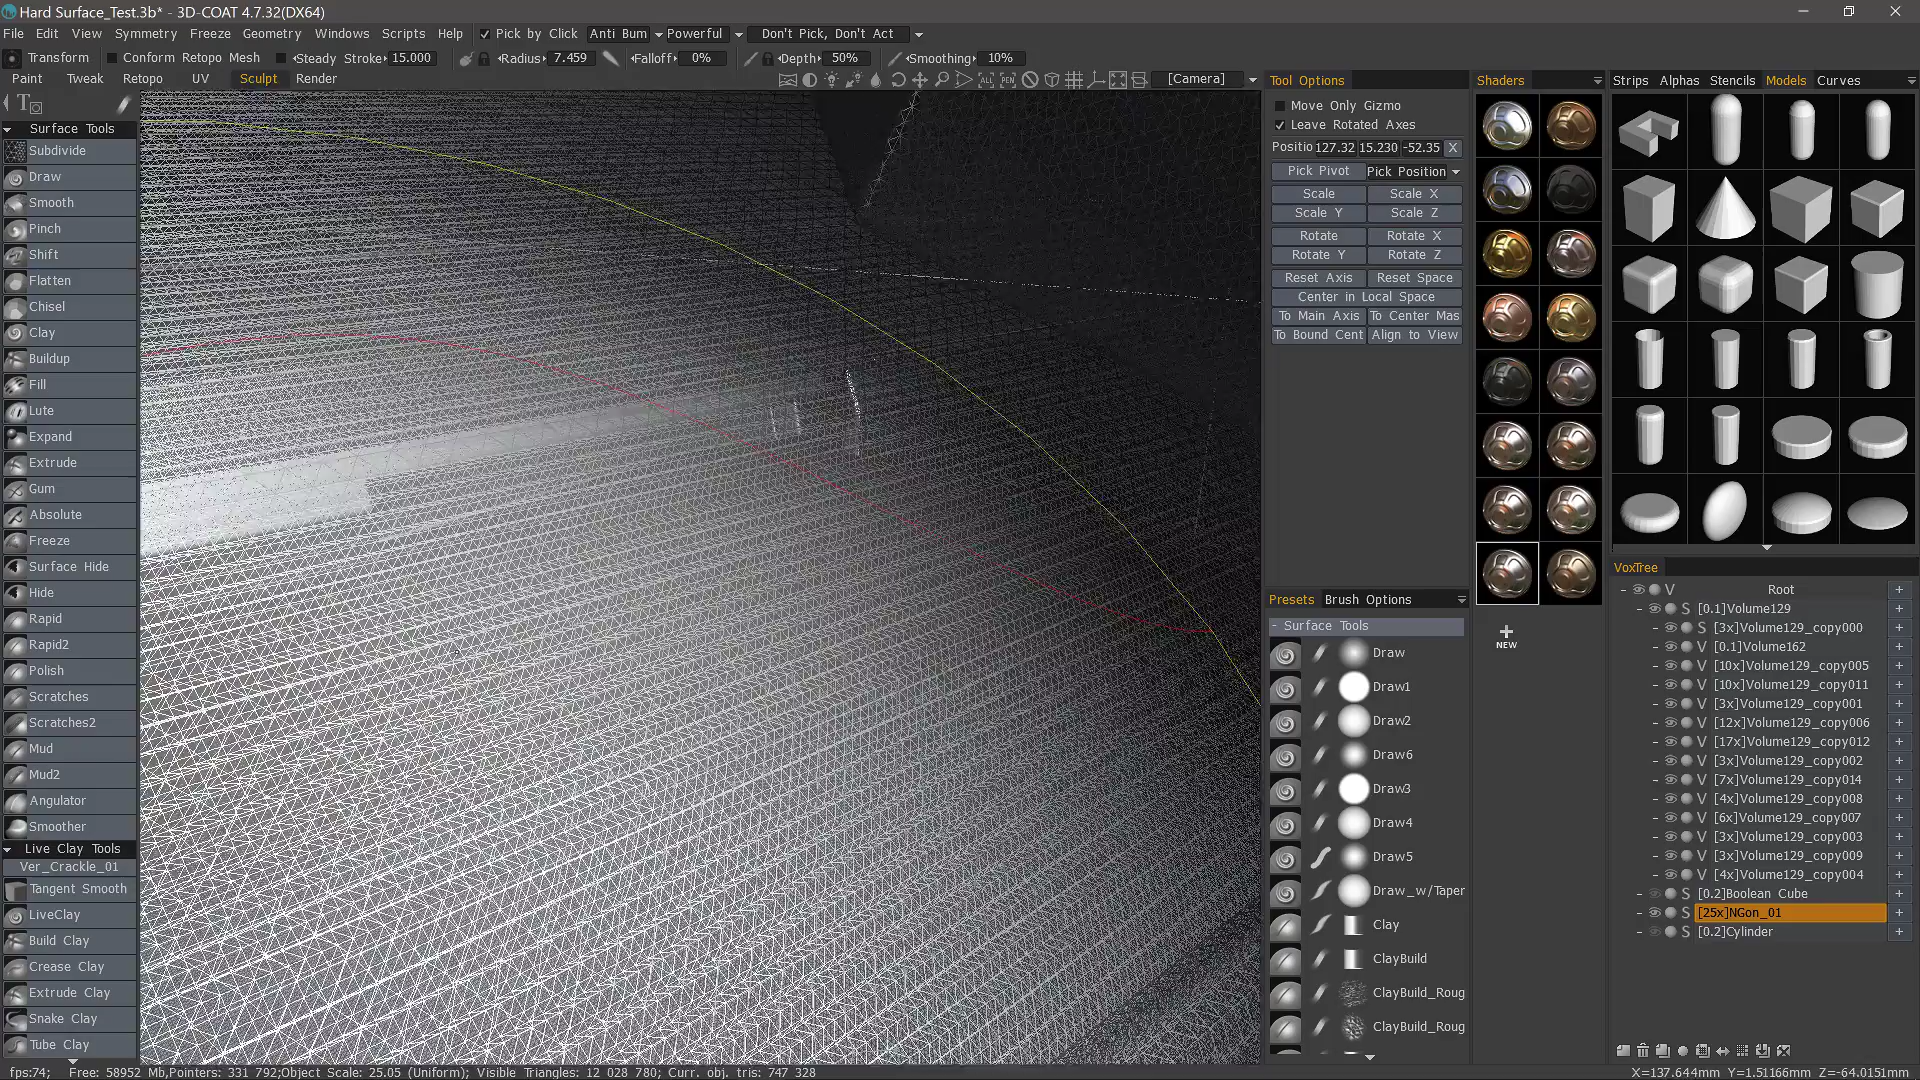 Hard Surface_Test.3b* - 3D-COAT 4.7.32(DX64)
File Edit View Symmetry Freeze Geometry Windows Scripts Help Pick by Click Anti Bum Powerful Don't Pick, Don't Act
Transform Conform Retopo Mesh Steady Stroke 15.000 Radius 7.459 Falloff 0% Depth 50% Smoothing 10%
Paint Tweak Retopo UV Sculpt Render ALL PEN [Camera]
Surface Tools
Subdivide
Draw
Smooth
Pinch
Shift
Flatten
Chisel
Clay
Buildup
Fill
Lute
Expand
Extrude
Gum
Absolute
Freeze
Surface Hide
Hide
Rapid
Rapid2
Polish
Scratches
Scratches2
Mud
Mud2
Angulator
Smoother
Live Clay Tools
Ver_Crackle_01
Tangent Smooth
LiveClay
Build Clay
Crease Clay
Extrude Clay
Snake Clay
Tube Clay
Tool Options
Move Only Gizmo
Leave Rotated Axes
Positio 127.32 15.230 -52.35 X
Pick Pivot Pick Position
Scale Scale X
Scale Y Scale Z
Rotate Rotate X
Rotate Y Rotate Z
Reset Axis Reset Space
Center in Local Space
To Main Axis To Center Mas
To Bound Cent Align to View
Presets Brush Options
- Surface Tools
Draw
Draw1
Draw2
Draw6
Draw3
Draw4
Draw5
Draw_w/Taper
Clay
ClayBuild
ClayBuild_Roug
ClayBuild_Roug
Shaders
+
NEW
Strips Alphas Stencils Models Curves
VoxTree
V Root +
S [0.1]Volume129 +
S [3x]Volume129_copy000 +
V [0.1]Volume162 +
V [10x]Volume129_copy005 +
V [10x]Volume129_copy011 +
V [3x]Volume129_copy001 +
V [12x]Volume129_copy006 +
V [17x]Volume129_copy012 +
V [3x]Volume129_copy002 +
V [7x]Volume129_copy014 +
V [4x]Volume129_copy008 +
V [6x]Volume129_copy007 +
V [3x]Volume129_copy003 +
V [3x]Volume129_copy009 +
V [4x]Volume129_copy004 +
S [0.2]Boolean Cube +
S [25x]NGon_01 +
S [0.2]Cylinder +
fps:74; Free: 58952 Mb,Pointers: 331 792;Object Scale: 25.05 (Uniform); Visible Triangles: 12 028 780; Curr. obj. tris: 747 328
X=137.644mm Y=1.51166mm Z=-64.0151mm